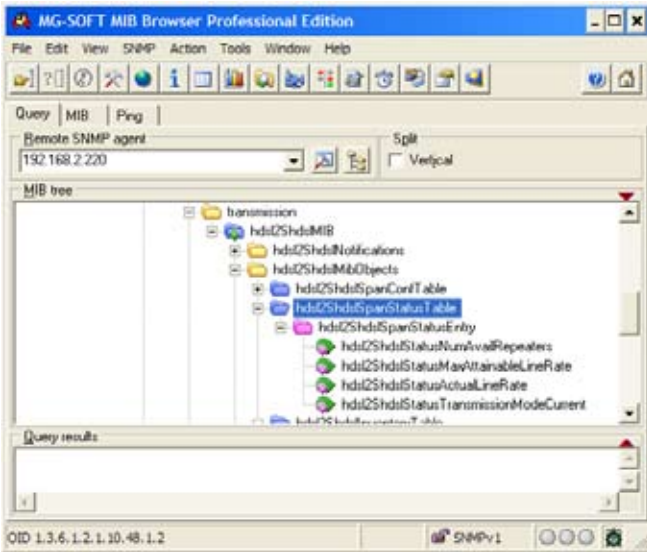 MG-SOFT MIB Browser Professional Edition
File Edit View SNMP Action Tools Window Help
Query MIB Ping
Remote SNMP agent
Split
192.168.2.220
Vertical
MIB tree
transmission
hdsl2ShdslMIB
hdsl2ShdslNotifications
hdsl2ShdslMibObjects
hdsl2ShdslSpanConfTable
hdsl2ShdslSpanStatusTable
hdsl2ShdslSpanStatusEntry
hdsl2ShdslStatusNumAvailRepeaters
hdsl2ShdslStatusMaxAttainableLineRate
hdsl2ShdslStatusActualLineRate
hdsl2ShdslStatusTransmissionModeCurrent
hdsl2ShdslInventoryTable
Query results
OID 1.3.6.1.2.1.10.48.1.2
SNMPv1